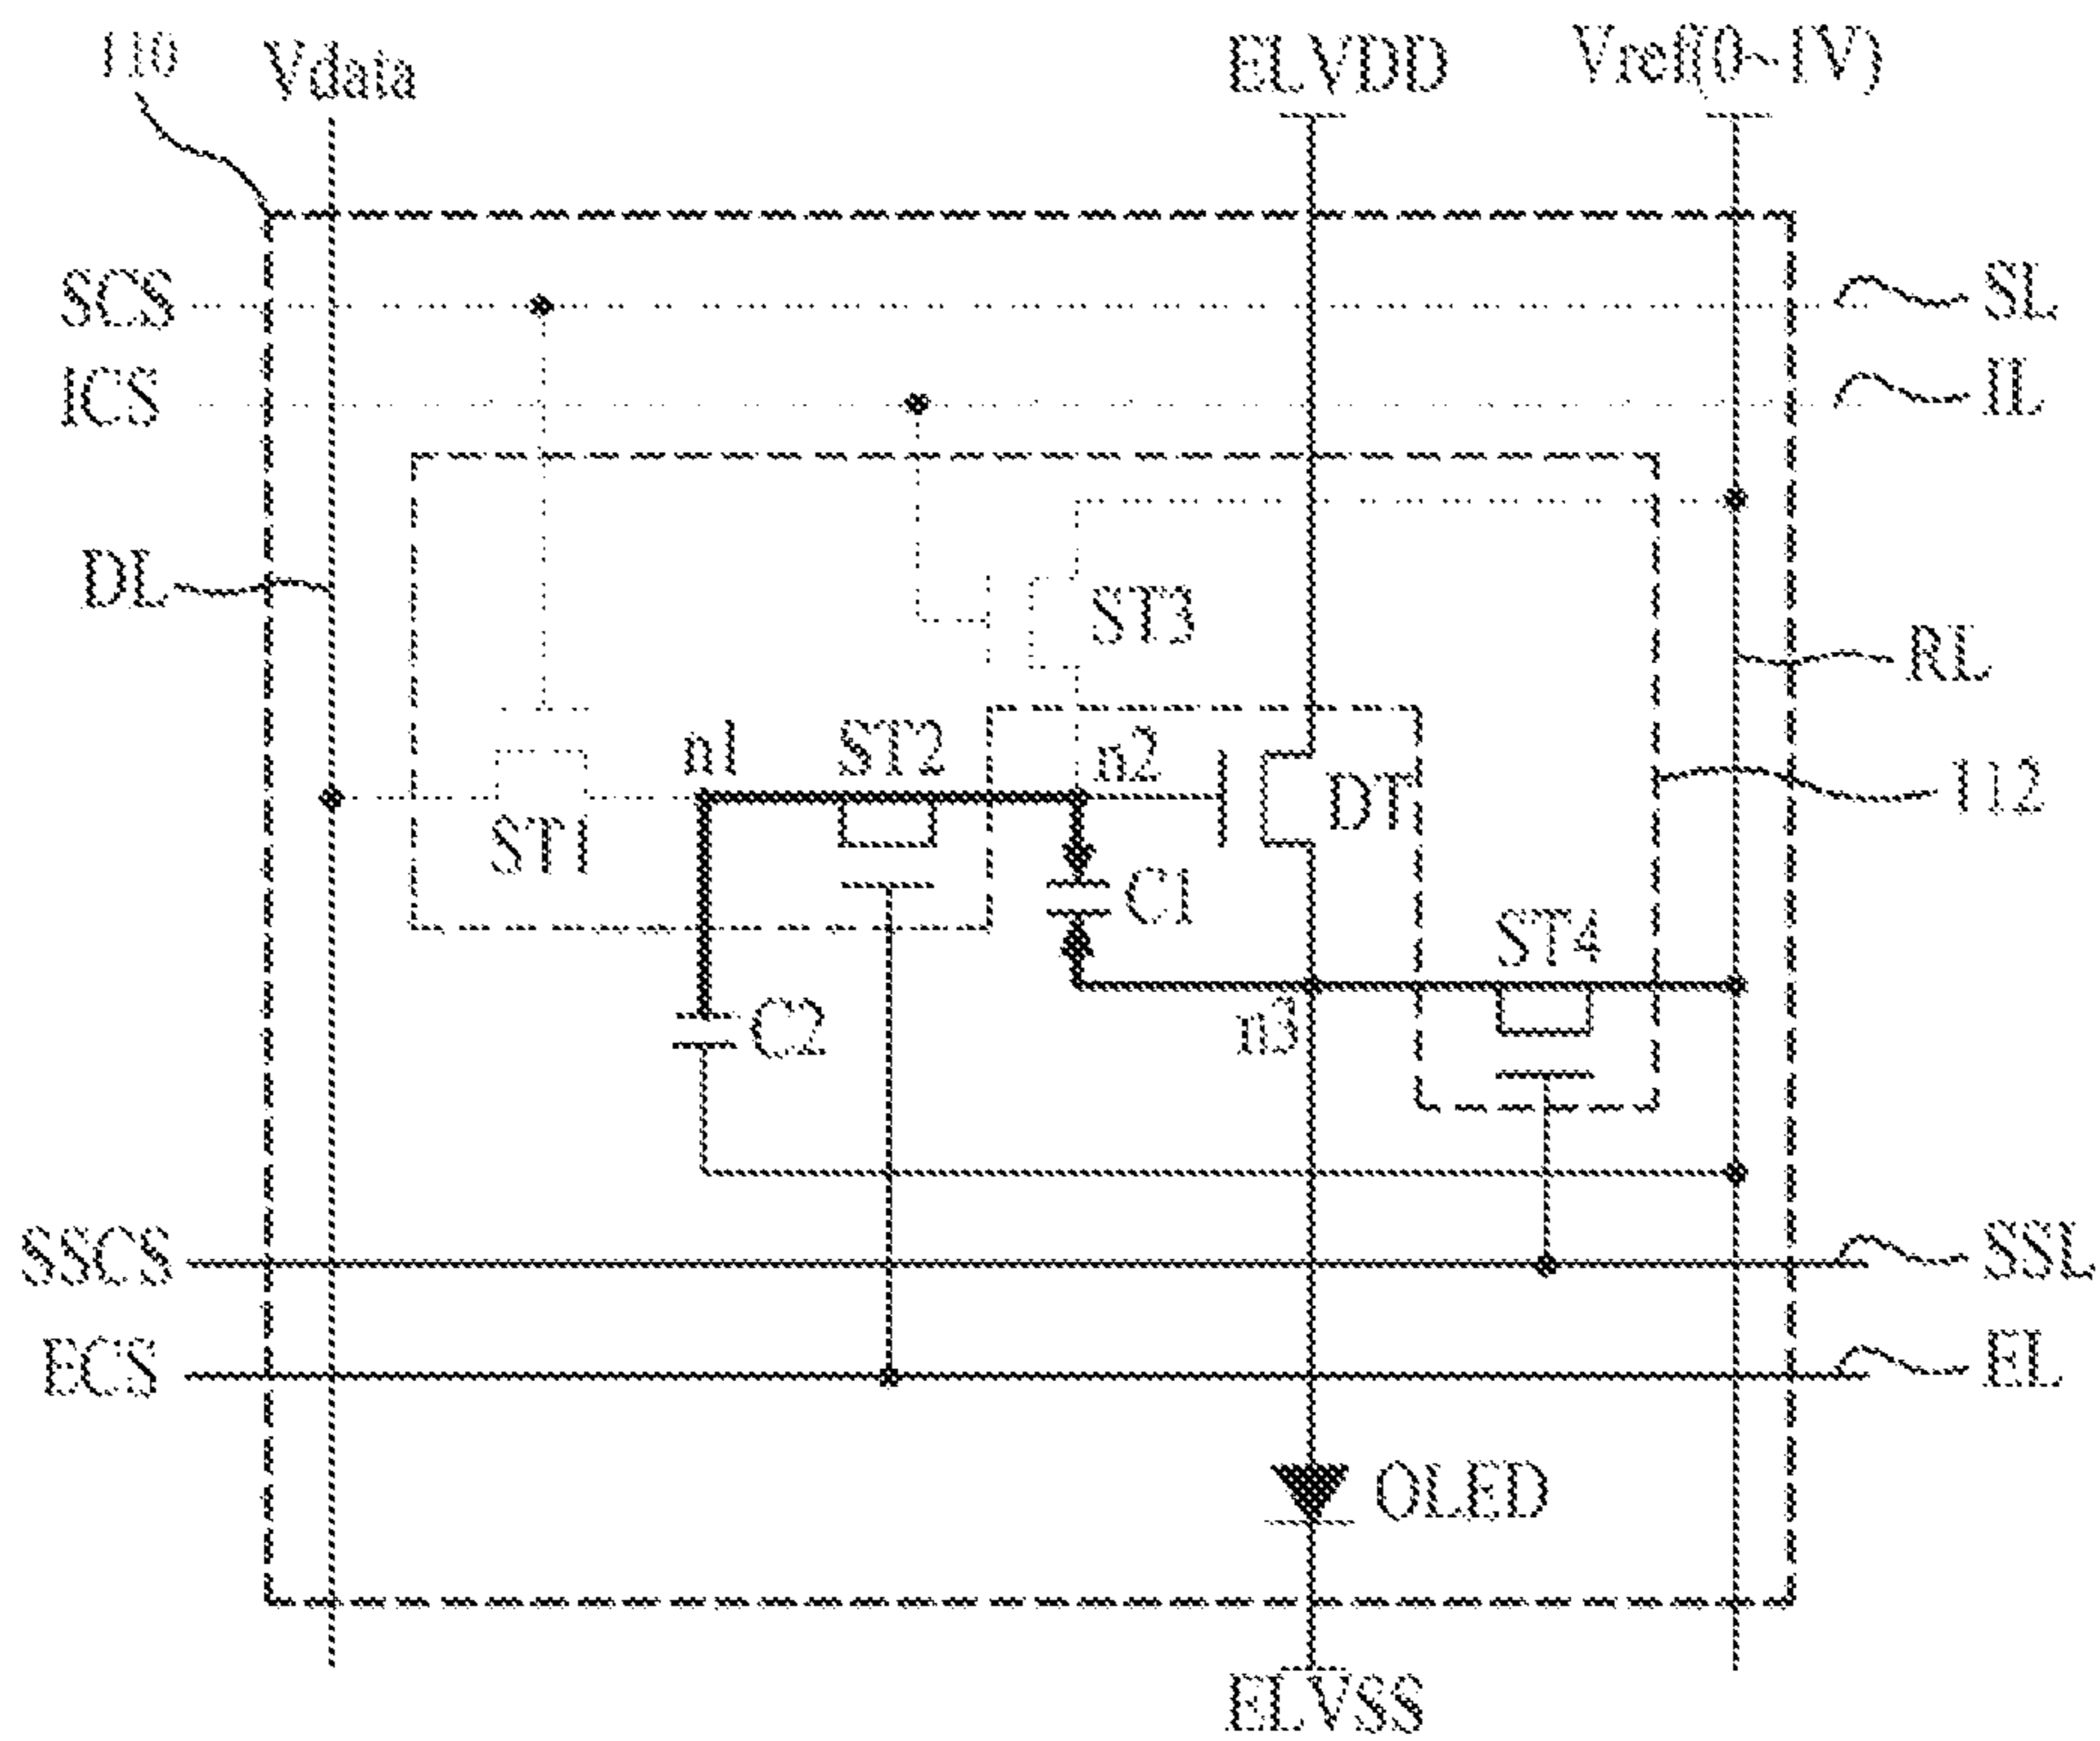 110
Vdata
ELVDD
Vref(0~1V)
SCS
SL
ICS
IL
DL
ST3
RL
n1
ST2
n2
DT
112
ST1
C1
ST4
C2
n3
SSCS
SSL
ECS
EL
OLED
ELVSS